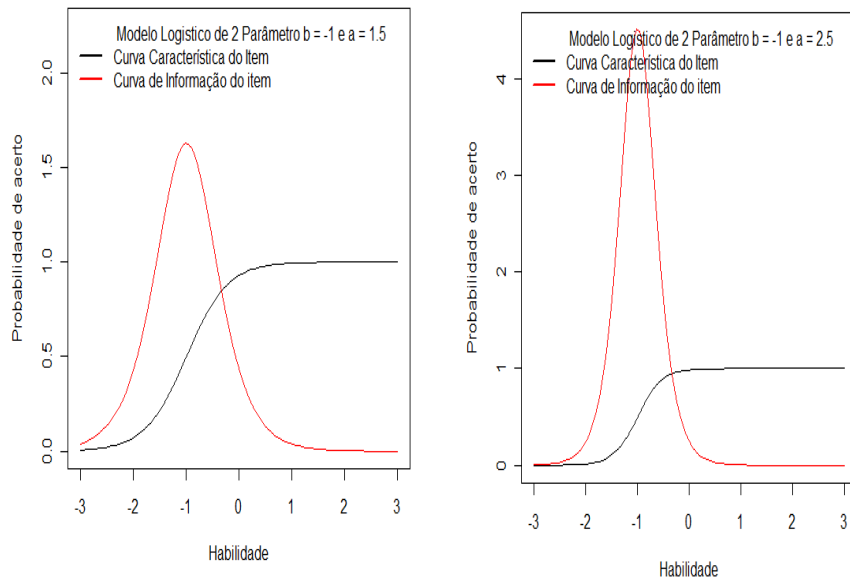 Modelo Logístico de 2 Parâmetro b = -1 e a = 1.5
Curva Característica do Item
Curva de Informação do item
Probabilidade de acerto
2.0
1.5
1.0
0.5
0.0
-3 -2 -1 0 1 2 3
Habilidade
Modelo Logístico de 2 Parâmetro b = -1 e a = 2.5
Curva Característica do Item
Curva de Informação do item
Probabilidade de acerto
4
3
2
1
0
-3 -2 -1 0 1 2 3
Habilidade